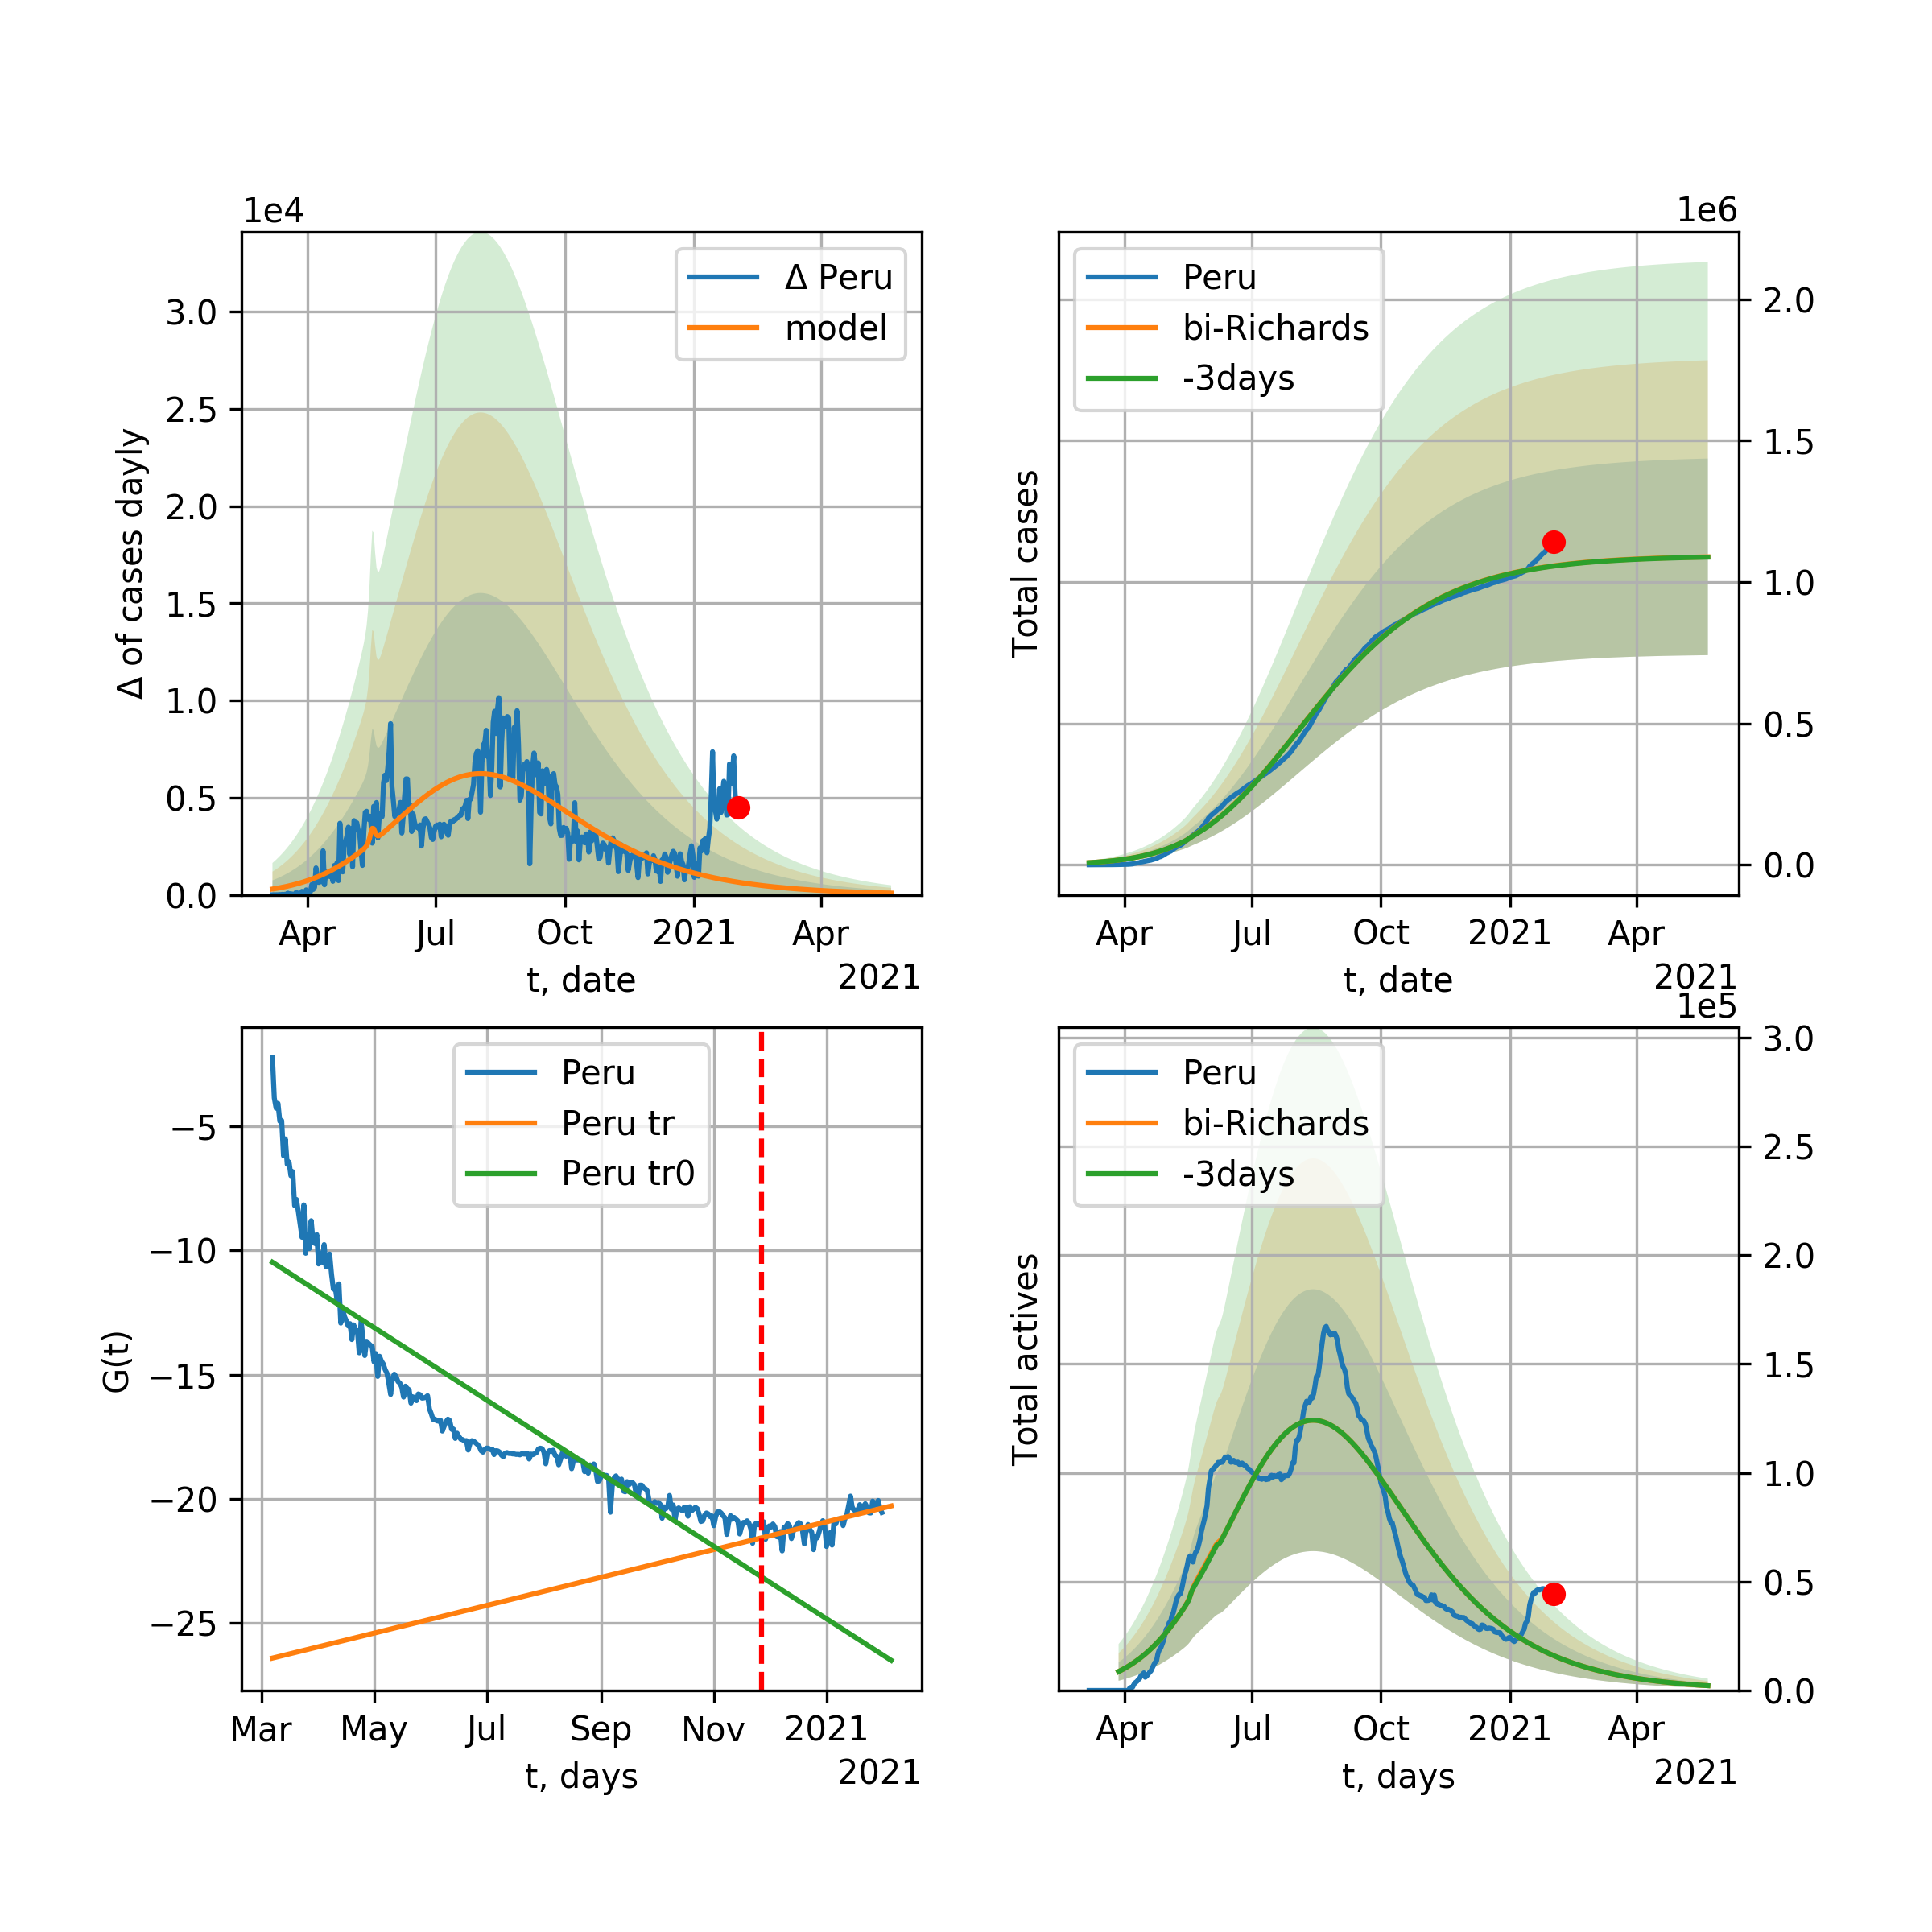 1e4
3.0
2.5
2.0
1.5
1.0
0.5
0.0
Δ of cases dayly
Δ Peru
model
Apr Jul Oct 2021 Apr
t, date
2021
1e6
Peru
bi-Richards
-3days
Total cases
2.0
1.5
1.0
0.5
0.0
Apr Jul Oct 2021 Apr
t, date
2021
−5
−10
−15
−20
−25
G(t)
Peru
Peru tr
Peru tr0
Mar May Jul Sep Nov 2021
t, days
2021
1e5
Peru
bi-Richards
-3days
Total actives
3.0
2.5
2.0
1.5
1.0
0.5
0.0
Apr Jul Oct 2021 Apr
t, days
2021